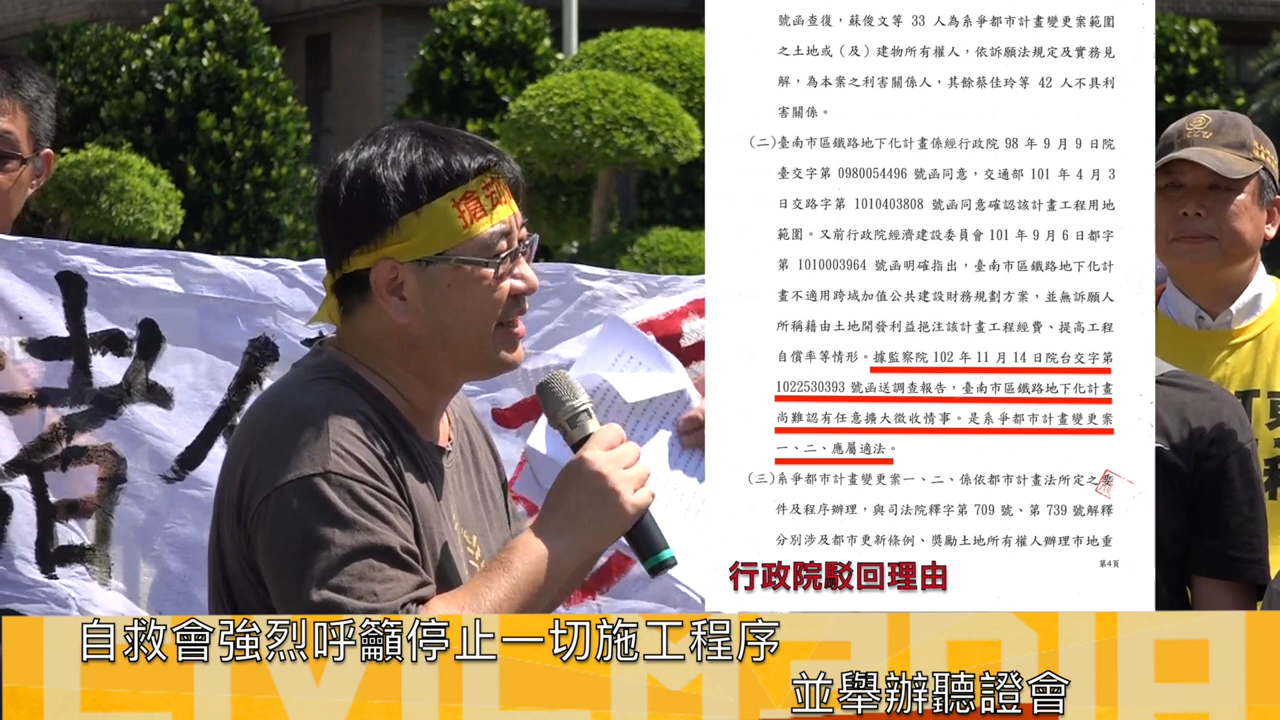 號函查復，蘇俊文等 33 人為系爭都市計畫變更案範圍
之土地或（及）建物所有權人，依訴願法規定及實務見
解，為本案之利害關係人，其餘蔡佳玲等 42 人不具利
害關係。
(二)臺南市區鐵路地下化計畫係經行政院 98 年 9 月 9 日院
臺交字第 0980054496 號函同意，交通部 101 年 4 月 3
日交路字第 1010403808 號函同意確認該計畫工程用地
範圍。又前行政院經濟建設委員會 101 年 9 月 6 日都字
第 1010003964 號函明確指出，臺南市區鐵路地下化計
畫不適用跨域加值公共建設財務規劃方案，並無訴願人
所稱藉由土地開發利益挹注該計畫工程經費、提高工程
自償率等情形。據監察院 102 年 11 月 14 日院台交字第
1022530393 號函送調查報告，臺南市區鐵路地下化計畫
尚難認有任意擴大徵收情事。是系爭都市計畫變更案
一、二、應屬適法。
(三)系爭都市計畫變更案一、二、係依都市計畫法所定之要
件及程序辦理，與司法院釋字第 709 號、第 739 號解釋
分別涉及都市更新條例、獎勵土地所有權人辦理市地重
第4頁
行政院駁回理由
搶劫
CCU
自救會強烈呼籲停止一切施工程序
並舉辦聽證會
CIVIL MEDIA